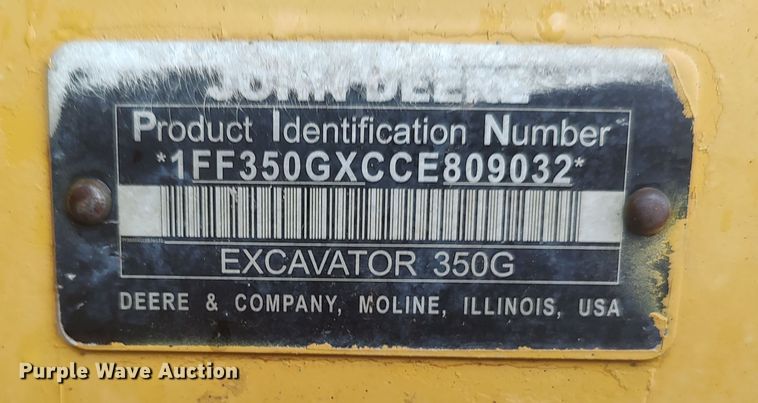 JOHN DEERE
Product Identification Number
*1FF350GXCCE809032*
EXCAVATOR 350G
DEERE & COMPANY, MOLINE, ILLINOIS, USA
Purple Wave Auction